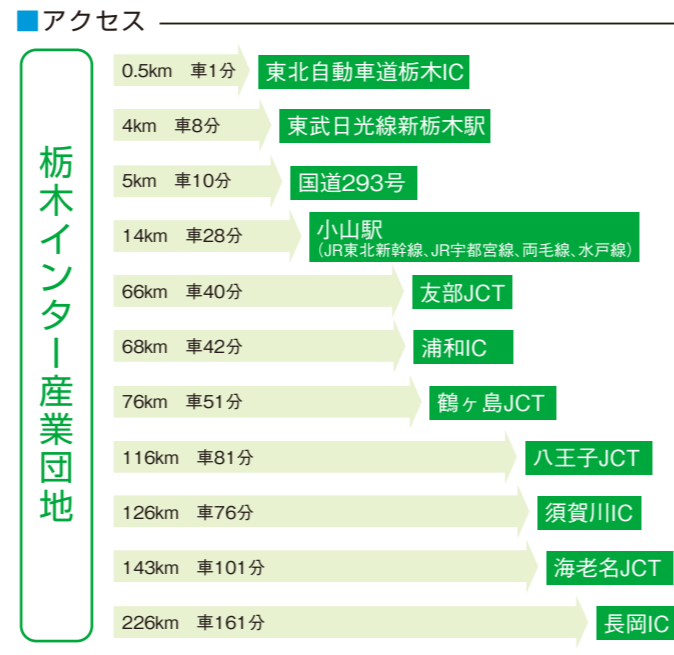 ■アクセス
栃木インター産業団地
0.5km 車1分 東北自動車道栃木IC
4km 車8分 東武日光線新栃木駅
5km 車10分 国道293号
14km 車28分 小山駅
(JR東北新幹線、JR宇都宮線、両毛線、水戸線)
66km 車40分 友部JCT
68km 車42分 浦和IC
76km 車51分 鶴ヶ島JCT
116km 車81分 八王子JCT
126km 車76分 須賀川IC
143km 車101分 海老名JCT
226km 車161分 長岡IC